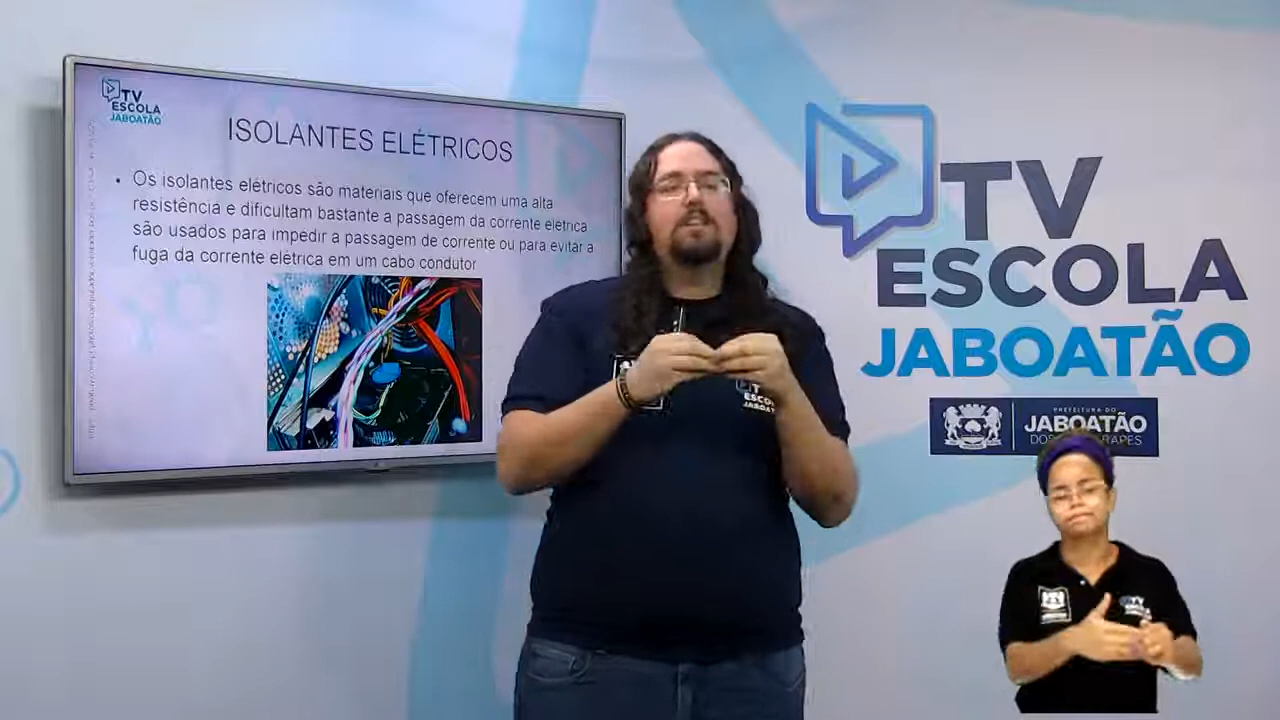 TV
ESCOLA
JABOATÃO
ISOLANTES ELÉTRICOS
• Os isolantes elétricos são materiais que oferecem uma alta
resistência e dificultam bastante a passagem da corrente elétrica
são usados para impedir a passagem de corrente ou para evitar a
fuga da corrente elétrica em um cabo condutor
TV
ESCOLA
JABOATÃO
PREFEITURA DO
JABOATÃO
DOS